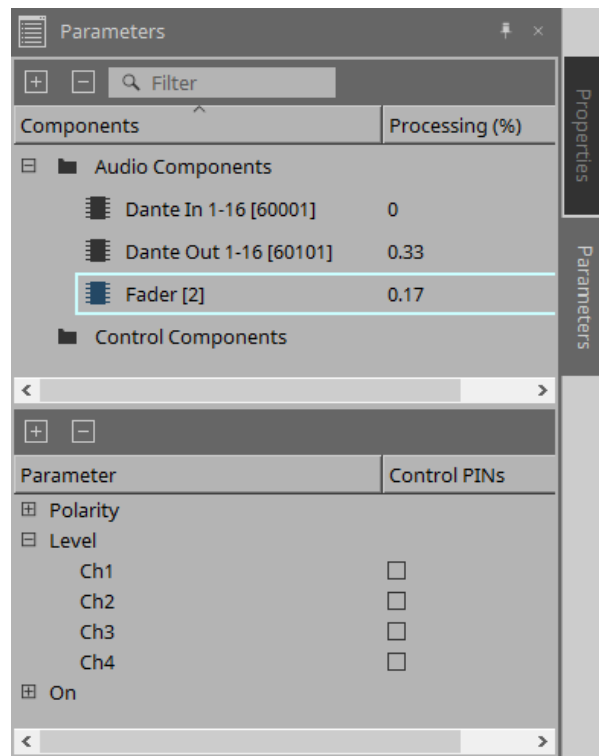 Parameters
Filter
Components Processing (%)
Audio Components
Dante In 1-16 [60001] 0
Dante Out 1-16 [60101] 0.33
Fader [2] 0.17
Control Components
Parameter Control PINs
Polarity
Level
Ch1
Ch2
Ch3
Ch4
On
Properties
Parameters